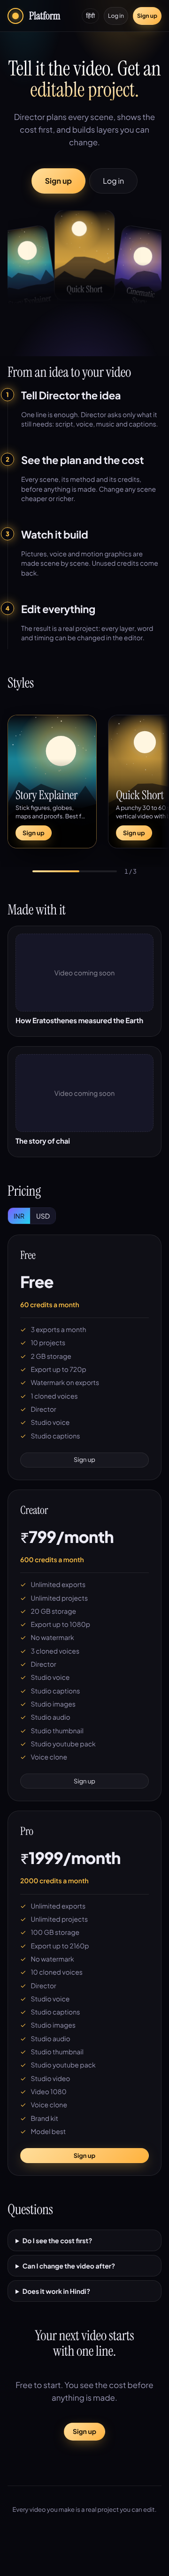 Platform
हिंदी
Log in
Sign up
Tell it the video. Get an
editable project.
Director plans every scene, shows the
cost first, and builds layers you can
change.
Sign up
Log in
Quick Short
Cinematic
From an idea to your video
1
Tell Director the idea
One line is enough. Director asks only what it
still needs: script, voice, music and captions.
2
See the plan and the cost
Every scene, its method and its credits,
before anything is made. Change any scene
cheaper or richer.
3
Watch it build
Pictures, voice and motion graphics are
made scene by scene. Unused credits come
back.
4
Edit everything
The result is a project: every layer, word
and timing can be changed in the editor.
Styles
Story Explainer
Stick figures, globes,
maps and proofs. Best f...
Sign up
Quick Short
A punchy 30 to 60
vertical video with
Sign up
1 / 3
Made with it
Video coming soon
How Eratosthenes measured the Earth
Video coming soon
The story of chai
Pricing
INR
USD
Free
Free
60 credits a month
✓ 3 exports a month
✓ 10 projects
✓ 2 GB storage
✓ Export up to 720p
✓ Watermark on exports
✓ 1 cloned voices
✓ Director
✓ Studio voice
✓ Studio captions
Sign up
Creator
₹799/month
600 credits a month
✓ Unlimited exports
✓ Unlimited projects
✓ 20 GB storage
✓ Export up to 1080p
✓ No watermark
✓ 3 cloned voices
✓ Director
✓ Studio voice
✓ Studio captions
✓ Studio images
✓ Studio audio
✓ Studio thumbnail
✓ Studio youtube pack
✓ Voice clone
Sign up
Pro
₹1999/month
2000 credits a month
✓ Unlimited exports
✓ Unlimited projects
✓ 100 GB storage
✓ Export up to 2160p
✓ No watermark
✓ 10 cloned voices
✓ Director
✓ Studio voice
✓ Studio captions
✓ Studio images
✓ Studio audio
✓ Studio thumbnail
✓ Studio youtube pack
✓ Studio video
✓ Video 1080
✓ Voice clone
✓ Brand kit
✓ Model best
Sign up
Questions
▶ Do I see the cost first?
▶ Can I change the video after?
▶ Does it work in Hindi?
Your next video starts
with one line.
Free to start. You see the cost before
anything is made.
Sign up
Every video you make is a real project you can edit.